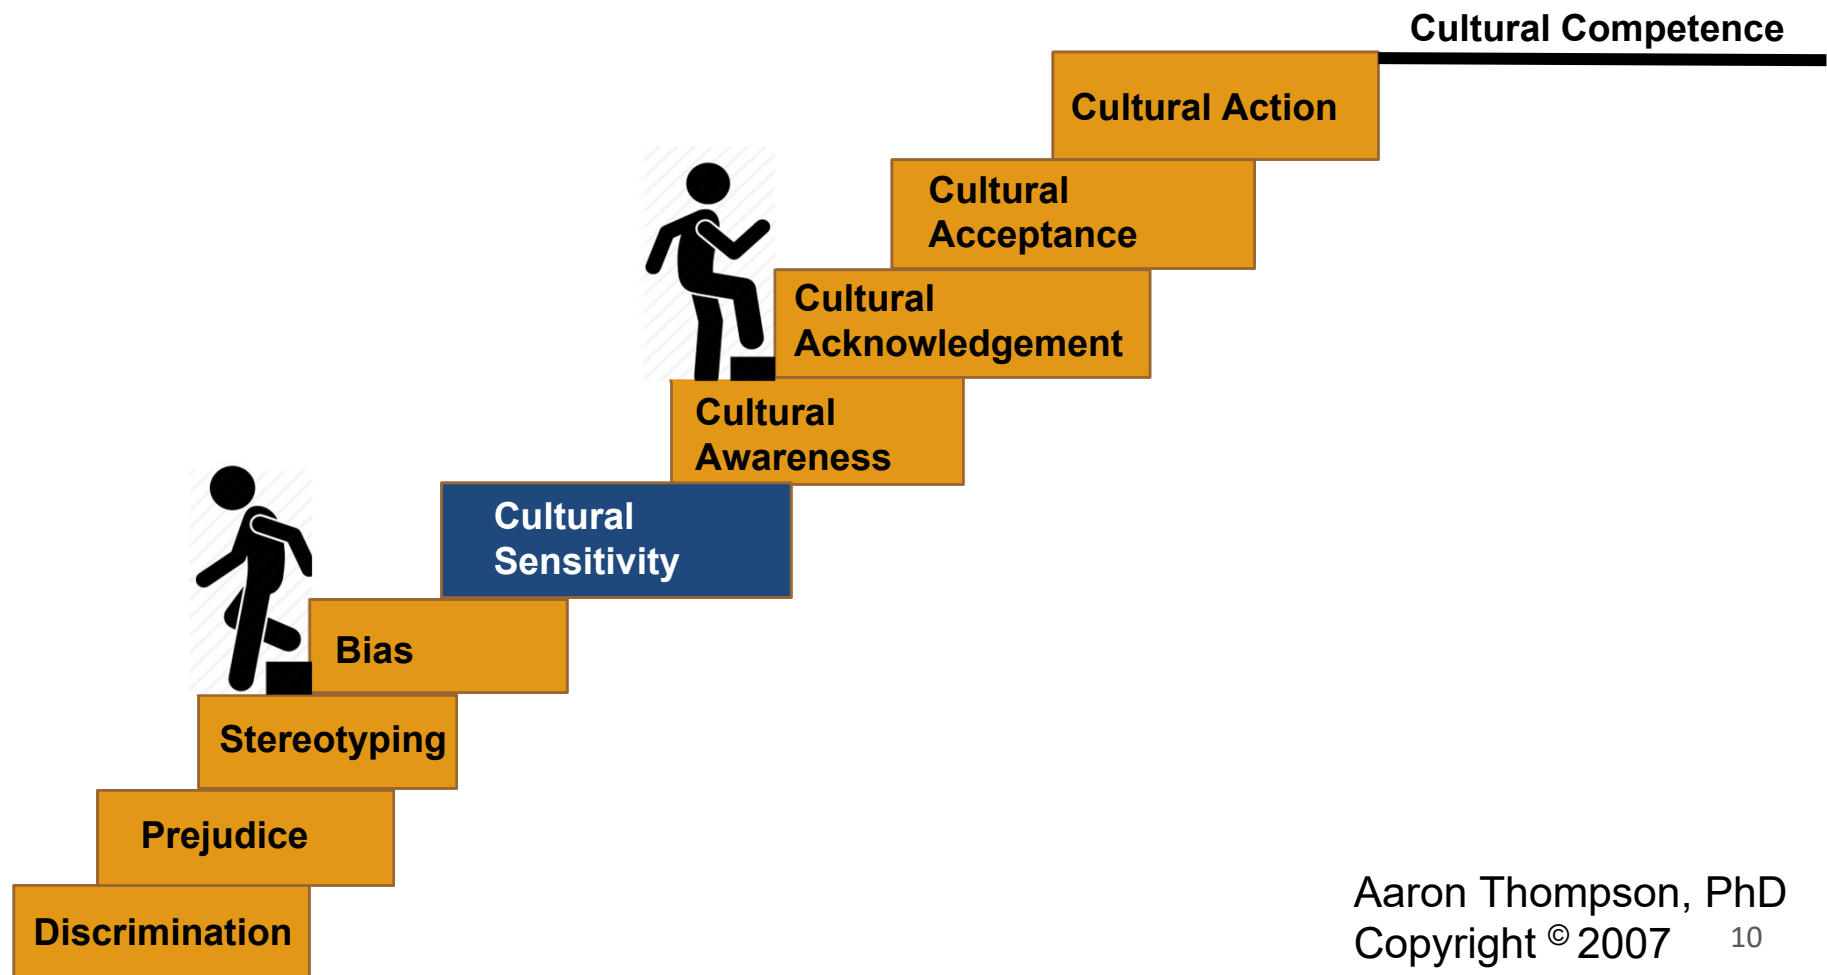 Cultural Competence
Cultural Action
Cultural
Acceptance
Cultural
Acknowledgement
Cultural
Awareness
Cultural
Sensitivity
Bias
Stereotyping
Prejudice
Discrimination
Aaron Thompson, PhD
Copyright © 2007 10